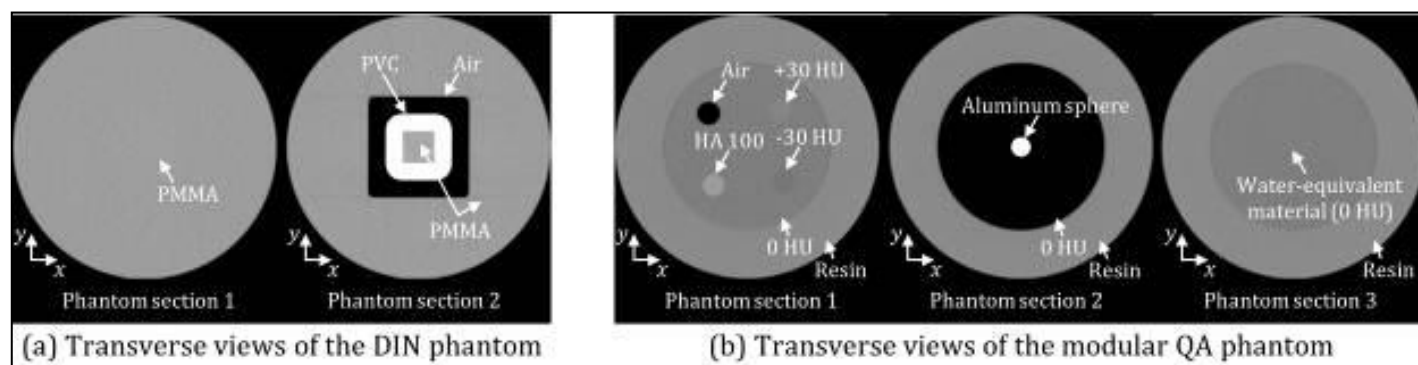 PVC
Air
PMMA
PMMA
y
x
Phantom section 1
y
x
Phantom section 2
(a) Transverse views of the DIN phantom
Air
+30 HU
HA 100
-30 HU
0 HU
Resin
y
x
Phantom section 1
Aluminum sphere
0 HU
Resin
y
x
Phantom section 2
Water-equivalent
material (0 HU)
Resin
y
x
Phantom section 3
(b) Transverse views of the modular QA phantom